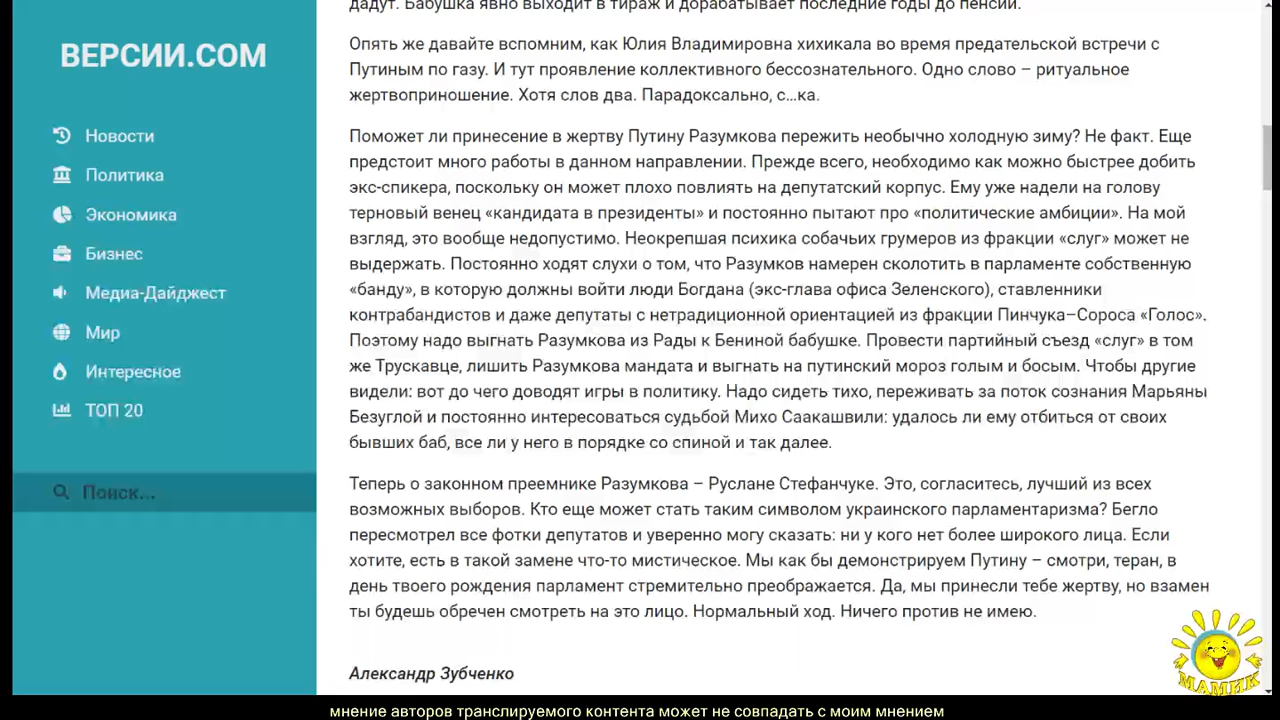 дадут. Бабушка явно выходит в тираж и дорабатывает последние годы до пенсии.
ВЕРСИИ.COM
Новости
Политика
Экономика
Бизнес
Медиа-Дайджест
Мир
Интересное
ТОП 20
Поиск...
Опять же давайте вспомним, как Юлия Владимировна хихикала во время предательской встречи с
Путиным по газу. И тут проявление коллективного бессознательного. Одно слово – ритуальное
жертвоприношение. Хотя слов два. Парадоксально, с...ка.
Поможет ли принесение в жертву Путину Разумкова пережить необычно холодную зиму? Не факт. Еще
предстоит много работы в данном направлении. Прежде всего, необходимо как можно быстрее добить
экс-спикера, поскольку он может плохо повлиять на депутатский корпус. Ему уже надели на голову
терновый венец «кандидата в президенты» и постоянно пытают про «политические амбиции». На мой
взгляд, это вообще недопустимо. Неокрепшая психика собачьих грумеров из фракции «слуг» может не
выдержать. Постоянно ходят слухи о том, что Разумков намерен сколотить в парламенте собственную
«банду», в которую должны войти люди Богдана (экс-глава офиса Зеленского), ставленники
контрабандистов и даже депутаты с нетрадиционной ориентацией из фракции Пинчука–Сороса «Голос».
Поэтому надо выгнать Разумкова из Рады к Бениной бабушке. Провести партийный съезд «слуг» в том
же Трускавце, лишить Разумкова мандата и выгнать на путинский мороз голым и босым. Чтобы другие
видели: вот до чего доводят игры в политику. Надо сидеть тихо, переживать за поток сознания Марьяны
Безуглой и постоянно интересоваться судьбой Михо Саакашвили: удалось ли ему отбиться от своих
бывших баб, все ли у него в порядке со спиной и так далее.
Теперь о законном преемнике Разумкова – Руслане Стефанчуке. Это, согласитесь, лучший из всех
возможных выборов. Кто еще может стать таким символом украинского парламентаризма? Бегло
пересмотрел все фотки депутатов и уверенно могу сказать: ни у кого нет более широкого лица. Если
хотите, есть в такой замене что-то мистическое. Мы как бы демонстрируем Путину – смотри, теран, в
день твоего рождения парламент стремительно преображается. Да, мы принесли тебе жертву, но взамен
ты будешь обречен смотреть на это лицо. Нормальный ход. Ничего против не имею.
Александр Зубченко
МАМИК
мнение авторов транслируемого контента может не совпадать с моим мнением